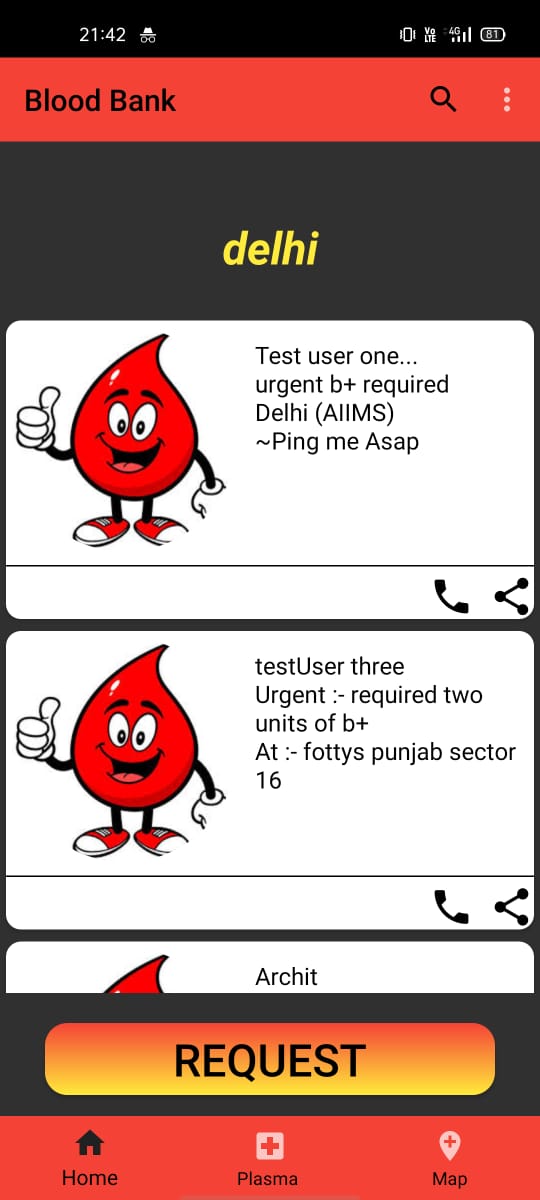 21:42
Vo LTE 4G 81
Blood Bank
delhi
Test user one...
urgent b+ required
Delhi (AIIMS)
~Ping me Asap
testUser three
Urgent :- required two
units of b+
At :- fottys punjab sector
16
Archit
REQUEST
Home Plasma Map